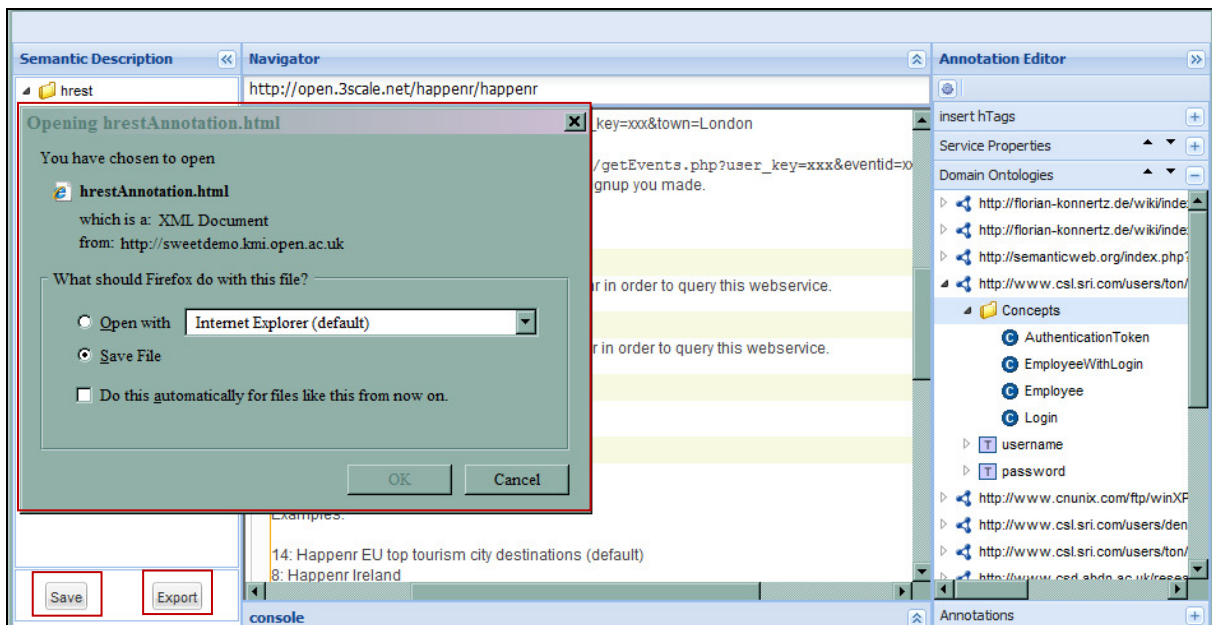 Semantic Description
Navigator
Annotation Editor
hrest
http://open.3scale.net/happenr/happenr
Opening hrestAnnotation.html
_key=xxx&town=London
insert hTags
You have chosen to open
/getEvents.php?user_key=xxx&eventid=xx
Service Properties
hrestAnnotation.html
gnup you made.
Domain Ontologies
which is a: XML Document
http://florian-konnertz.de/wiki/inde
from: http://sweetdemo.kmi.open.ac.uk
http://florian-konnertz.de/wiki/inde
http://semanticweb.org/index.php?
What should Firefox do with this file?
r in order to query this webservice.
http://www.csl.sri.com/users/ton/
Concepts
Open with Internet Explorer (default)
AuthenticationToken
Save File
r in order to query this webservice.
EmployeeWithLogin
Do this automatically for files like this from now on.
Employee
Login
username
OK Cancel
password
http://www.cnunix.com/ftp/winXP
Examples:
http://www.csl.sri.com/users/den
14: Happenr EU top tourism city destinations (default)
http://www.csl.sri.com/users/ton/
8: Happenr Ireland
http://www.csd.abdn.ac.uk/resea
Save Export
console
Annotations